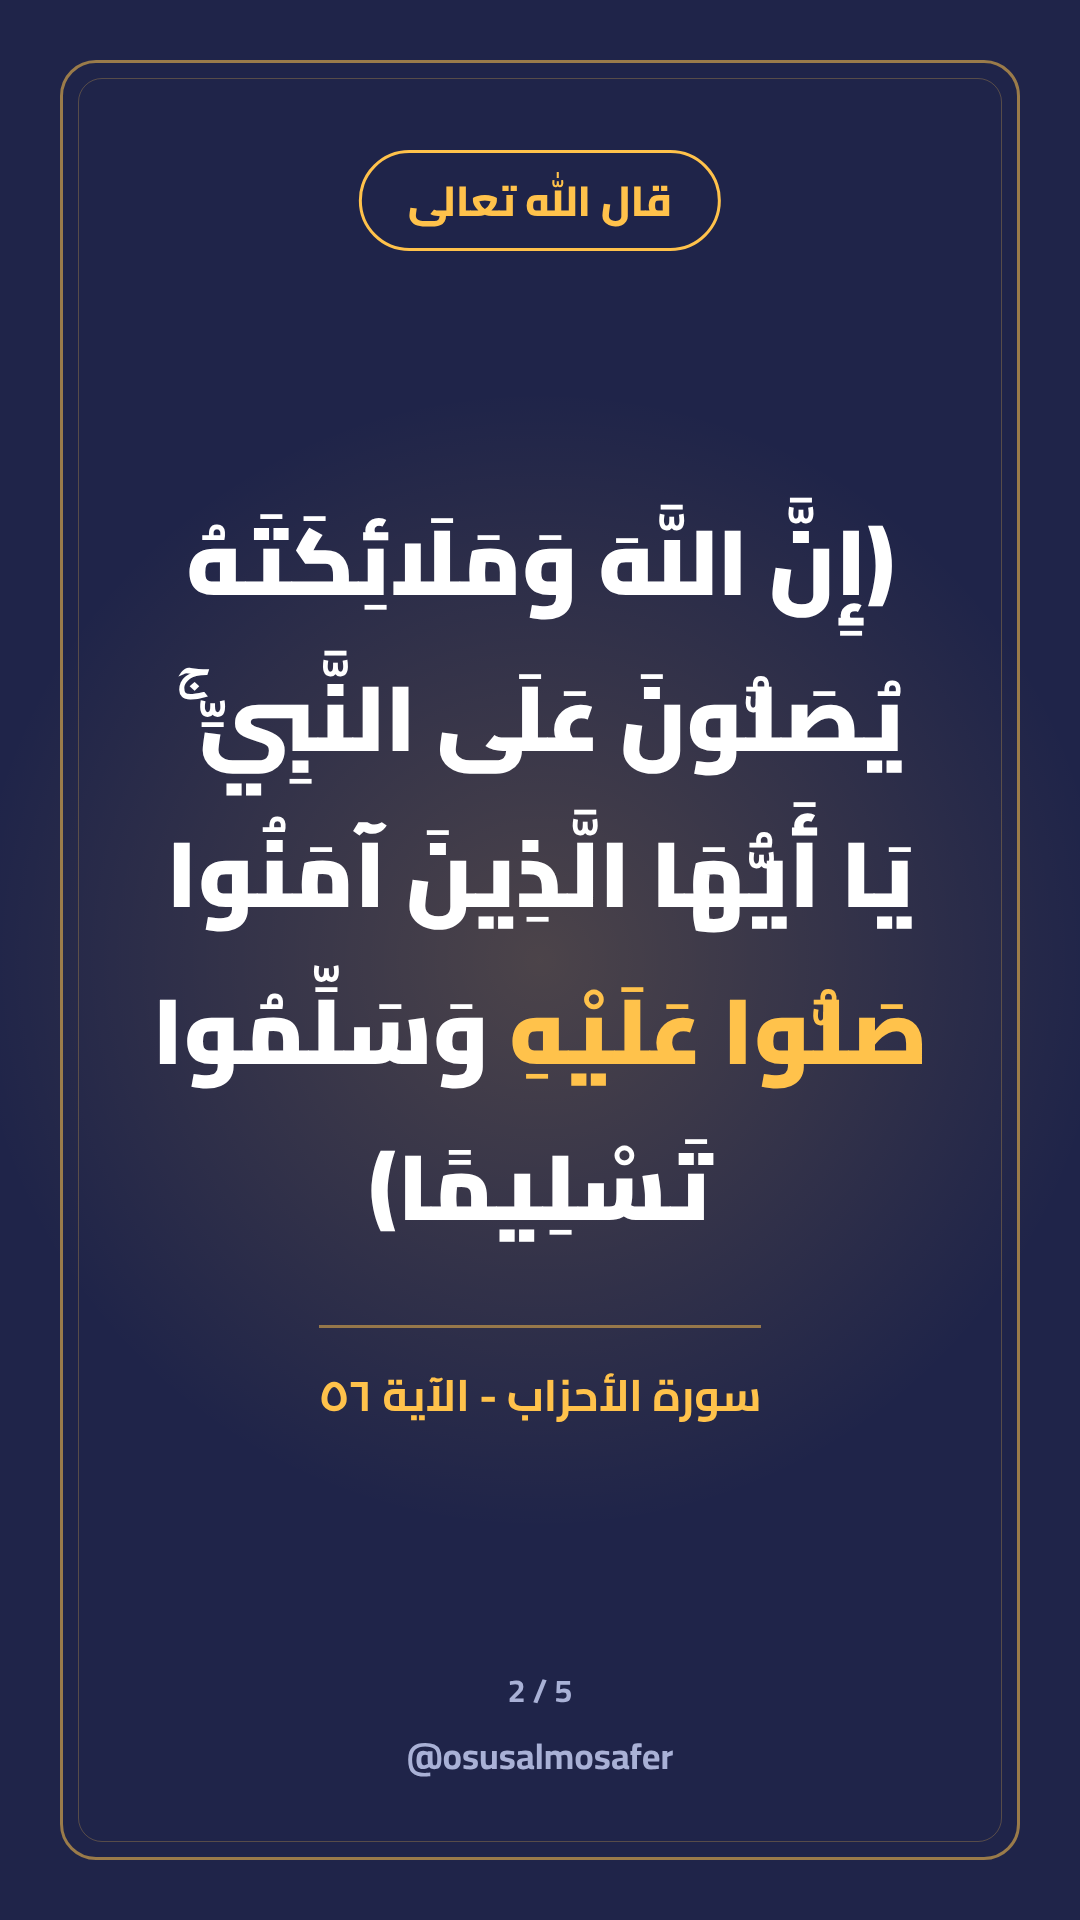 قال الله تعالى
(إِنَّ اللَّهَ وَمَلَائِكَتَهُ
يُصَلُّونَ عَلَى النَّبِيِّ ۚ
يَا أَيُّهَا الَّذِينَ آمَنُوا
صَلُّوا عَلَيْهِ وَسَلِّمُوا
تَسْلِيمًا)
سورة الأحزاب - الآية ٥٦
2 / 5
@osusalmosafer